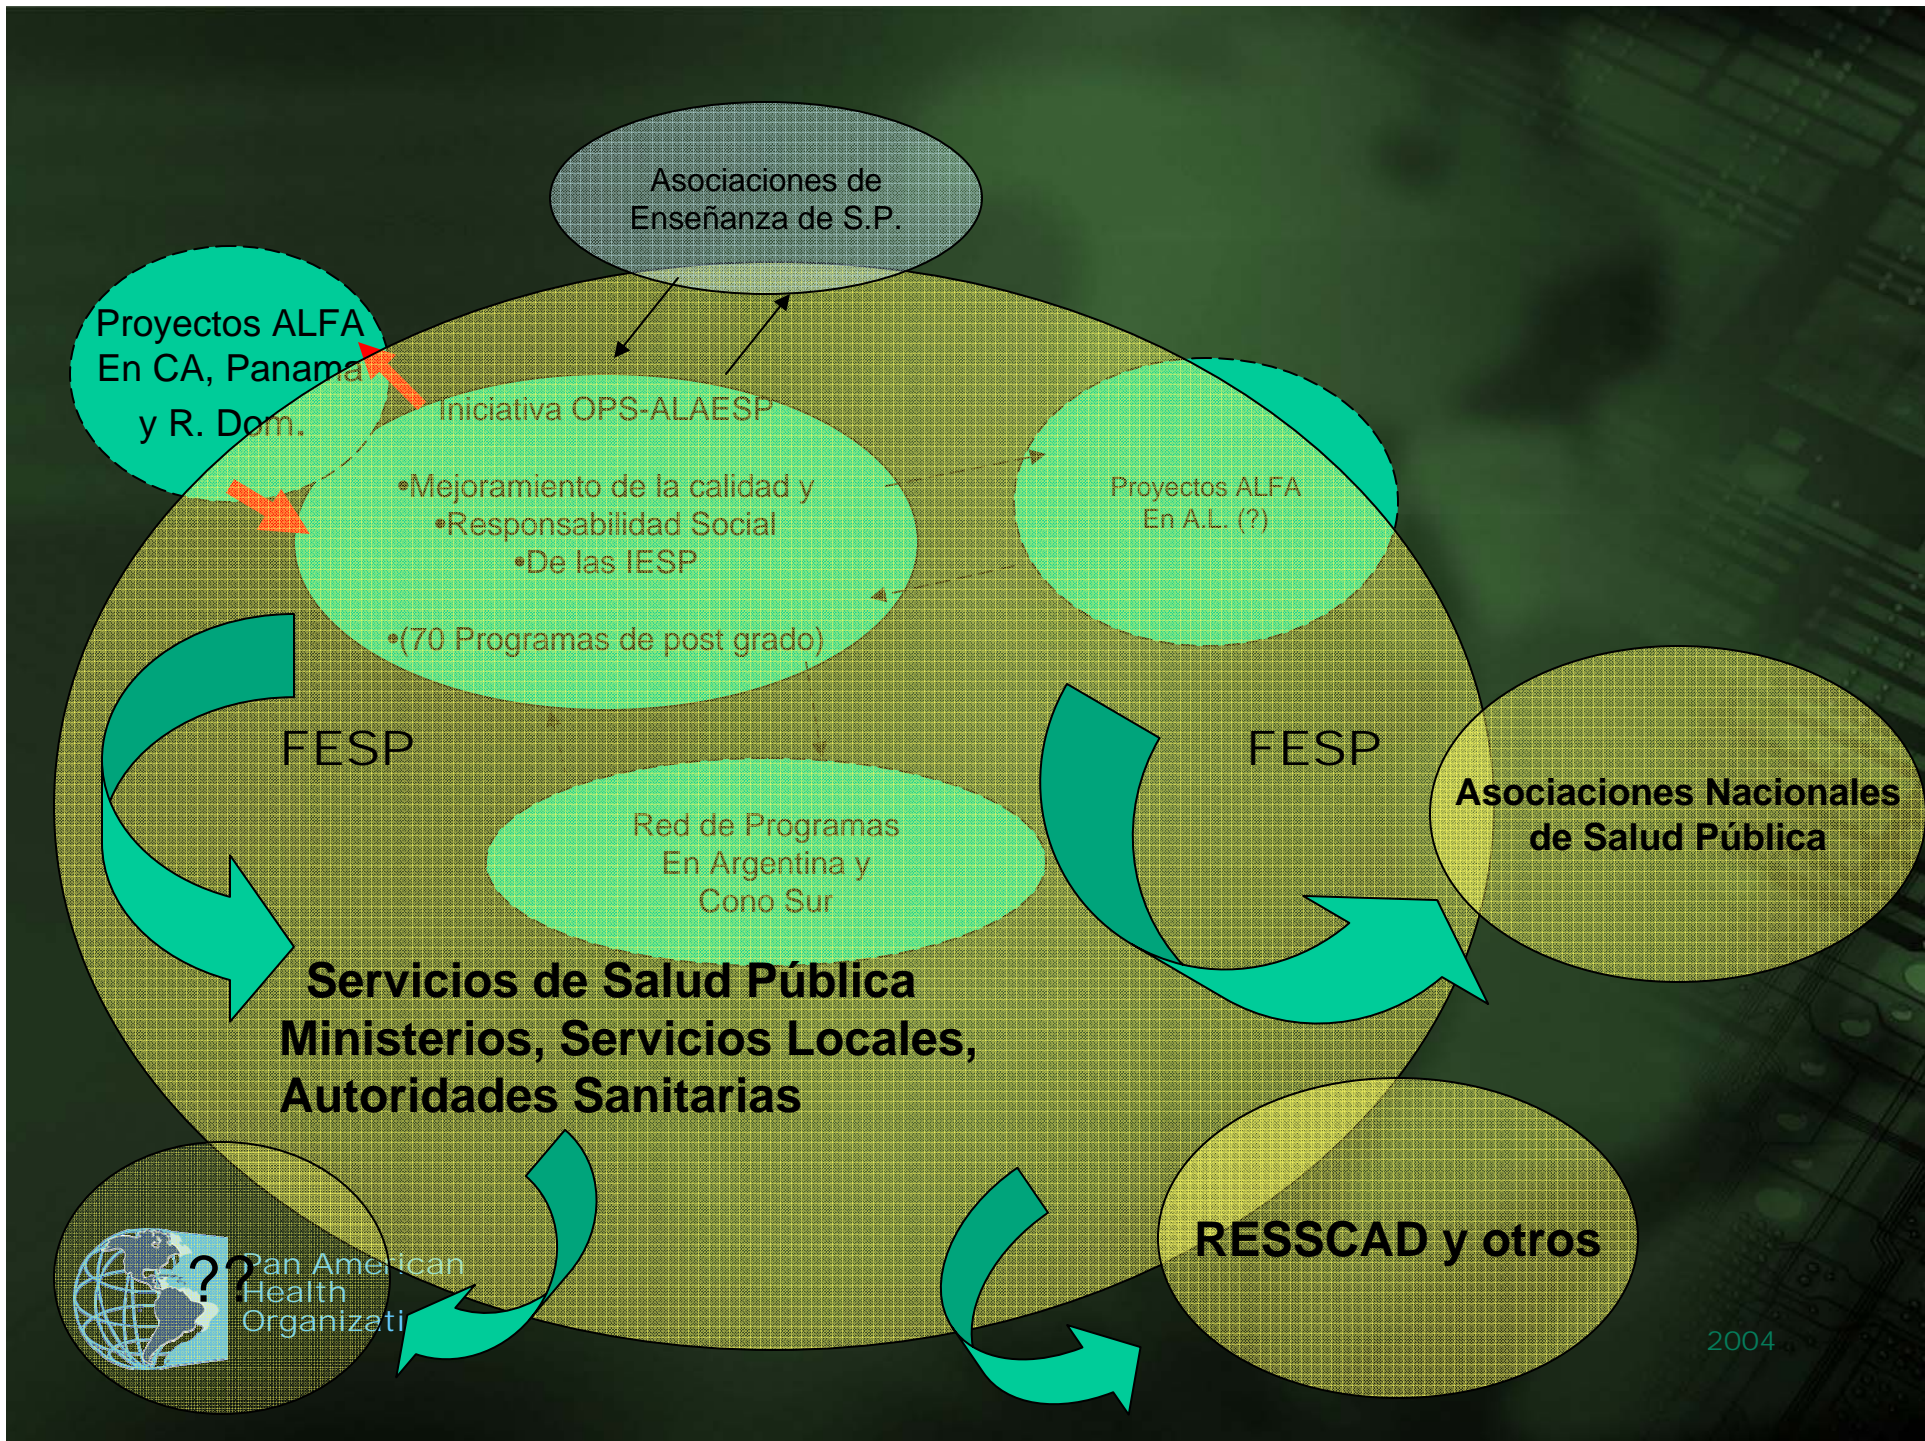 Asociaciones de
Enseñanza de S.P.
Proyectos ALFA
En CA, Panama
y R. Dom.
Iniciativa OPS-ALAESP
•Mejoramiento de la calidad y
•Responsabilidad Social
•De las IESP
•(70 Programas de post grado)
Proyectos ALFA
En A.L. (?)
FESP
FESP
Asociaciones Nacionales
de Salud Pública
Red de Programas
En Argentina y
Cono Sur
Servicios de Salud Pública
Ministerios, Servicios Locales,
Autoridades Sanitarias
RESSCAD y otros
??
Pan American
Health
Organizati
2004